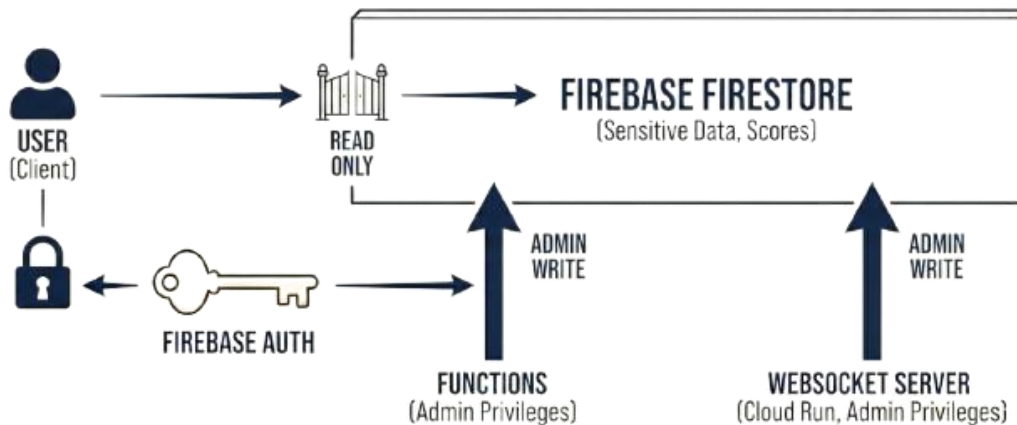 FIREBASE FIRESTORE
(Sensitive Data, Scores)
USER
(Client)
READ
ONLY
ADMIN
WRITE
ADMIN
WRITE
FIREBASE AUTH
FUNCTIONS
(Admin Privileges)
WEBSOCKET SERVER
(Cloud Run, Admin Privileges)